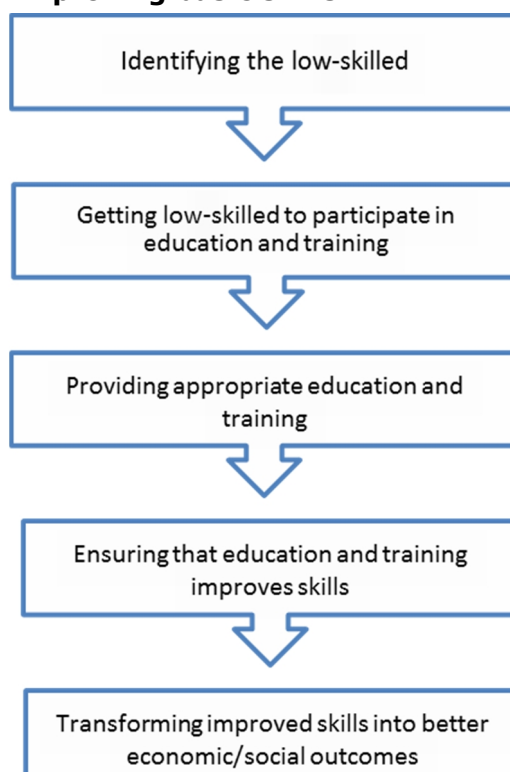 Identifying the low-skilled
Getting low-skilled to participate in
education and training
Providing appropriate education and
training
Ensuring that education and training
improves skills
Transforming improved skills into better
economic/social outcomes